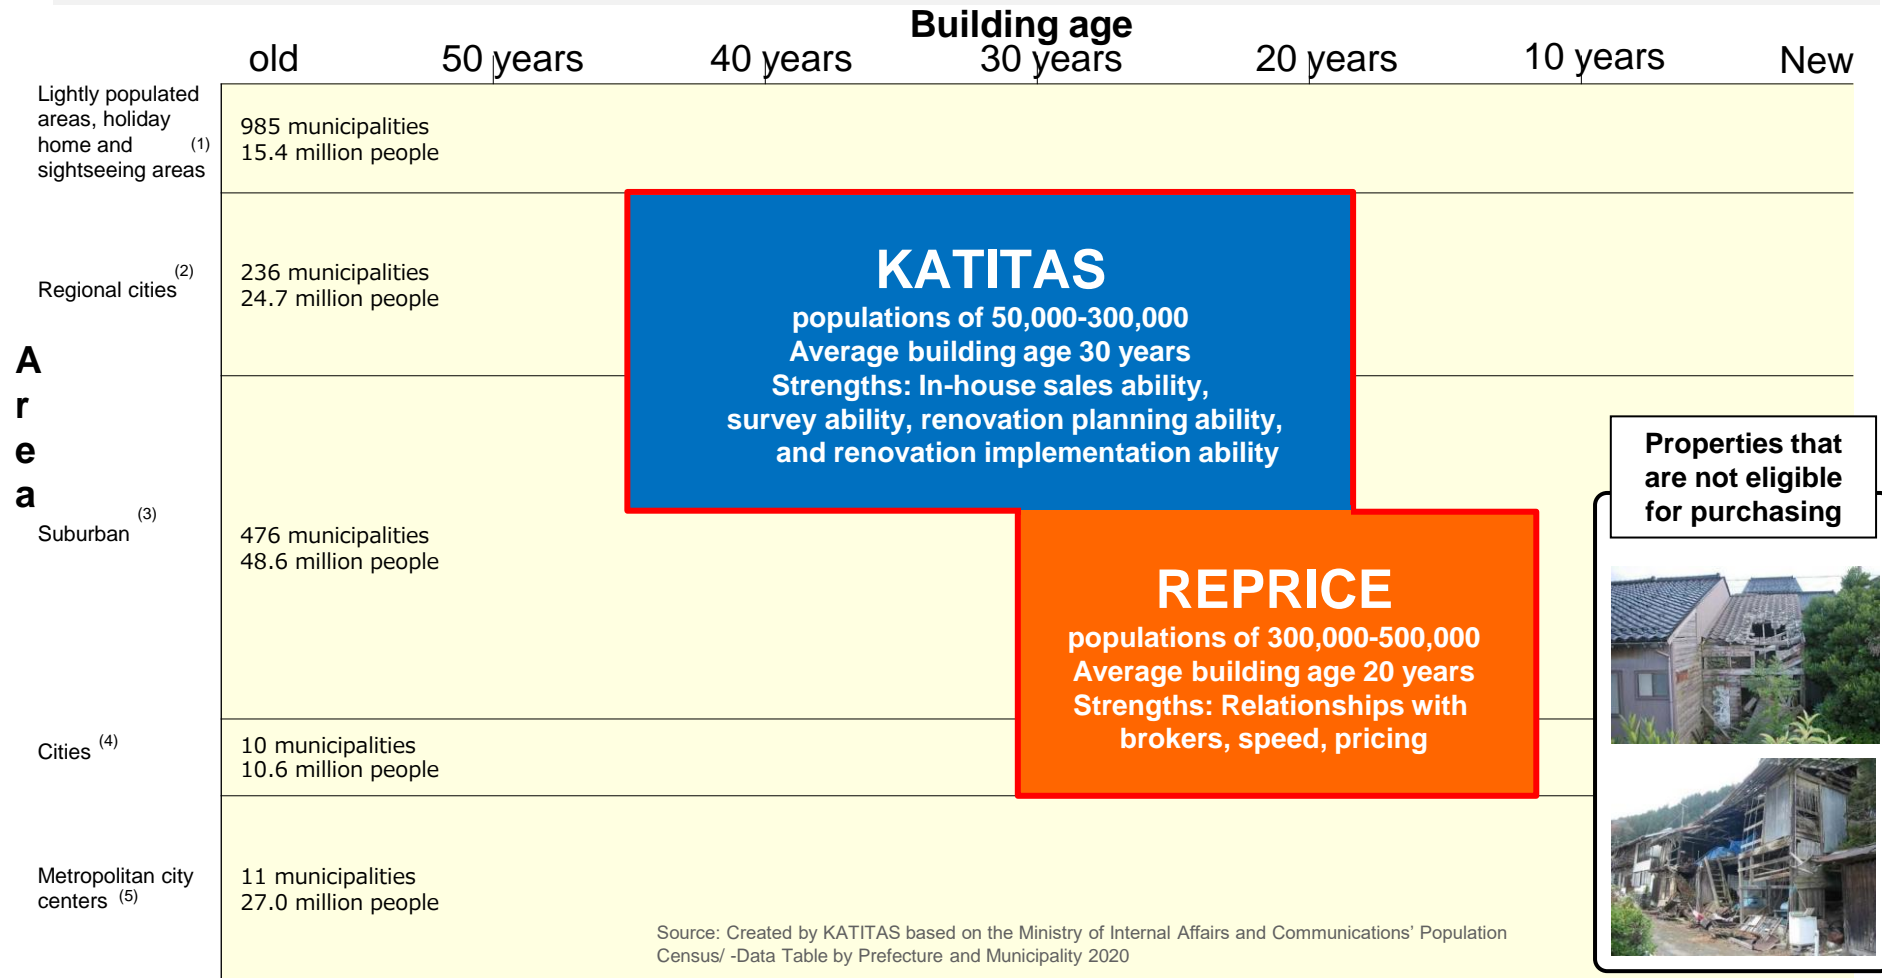 Building age
old
50 years
40 years
30 years
20 years
10 years
New
Area
Lightly populated
areas, holiday
home and (1)
sightseeing areas
985 municipalities
15.4 million people
Regional cities (2)
236 municipalities
24.7 million people
Suburban (3)
476 municipalities
48.6 million people
Cities (4)
10 municipalities
10.6 million people
Metropolitan city
centers (5)
11 municipalities
27.0 million people
KATITAS
populations of 50,000-300,000
Average building age 30 years
Strengths: In-house sales ability,
survey ability, renovation planning ability,
and renovation implementation ability
REPRICE
populations of 300,000-500,000
Average building age 20 years
Strengths: Relationships with
brokers, speed, pricing
Properties that
are not eligible
for purchasing
Source: Created by KATITAS based on the Ministry of Internal Affairs and Communications’ Population
Census/ -Data Table by Prefecture and Municipality 2020